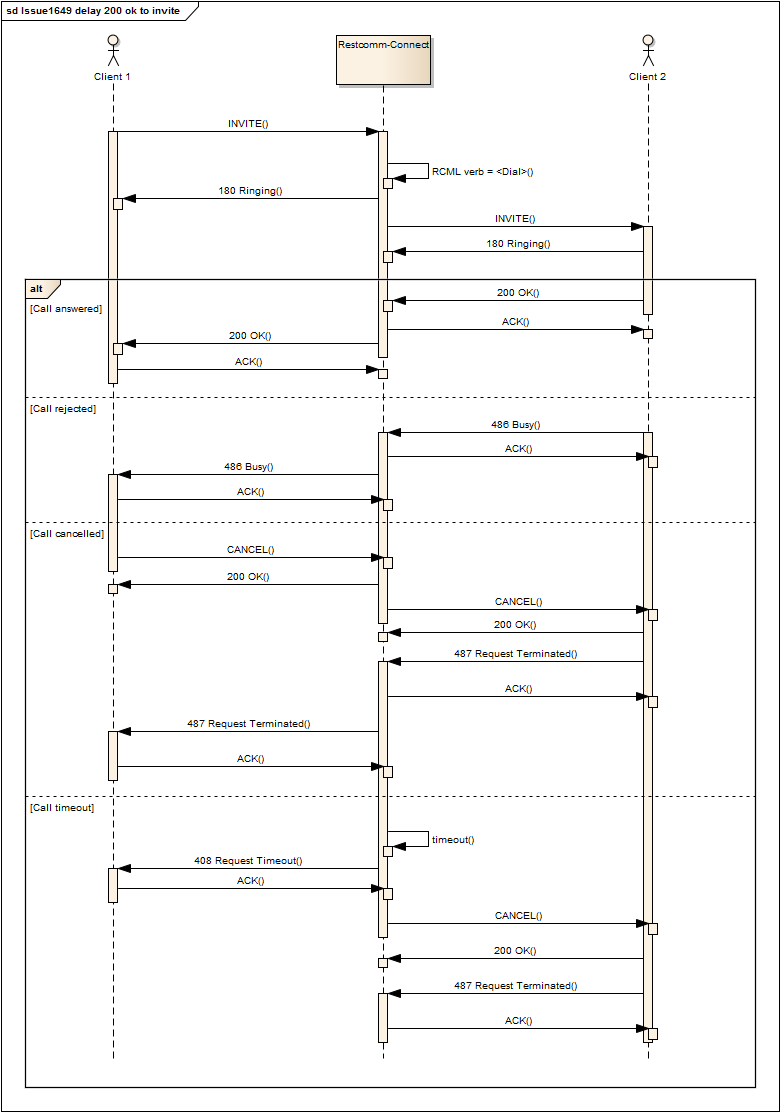 sd Issue1649 delay 200 ok to invite
Client 1
Restcomm-Connect
Client 2
INVITE()
RCML verb = <Dial>()
180 Ringing()
INVITE()
180 Ringing()
alt
[Call answered]
200 OK()
ACK()
200 OK()
ACK()
[Call rejected]
486 Busy()
ACK()
486 Busy()
ACK()
[Call cancelled]
CANCEL()
200 OK()
CANCEL()
200 OK()
487 Request Terminated()
ACK()
487 Request Terminated()
ACK()
[Call timeout]
timeout()
408 Request Timeout()
ACK()
CANCEL()
200 OK()
487 Request Terminated()
ACK()